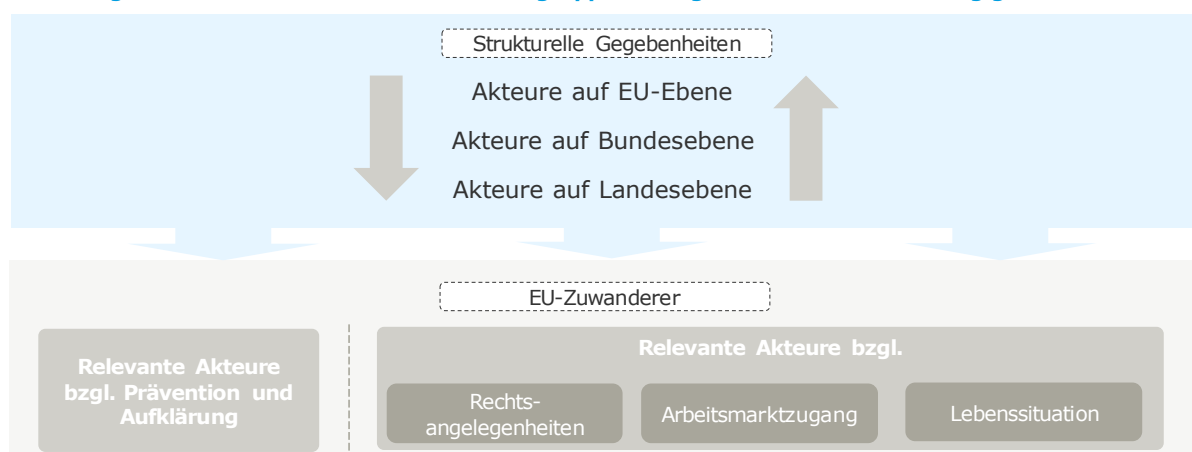 Strukturelle Gegebenheiten
Akteure auf EU-Ebene
Akteure auf Bundesebene
Akteure auf Landesebene
EU-Zuwanderer
Relevante Akteure
bzgl. Prävention und
Aufklärung
Relevante Akteure bzgl.
Rechts-
angelegenheiten
Arbeitsmarktzugang
Lebenssituation